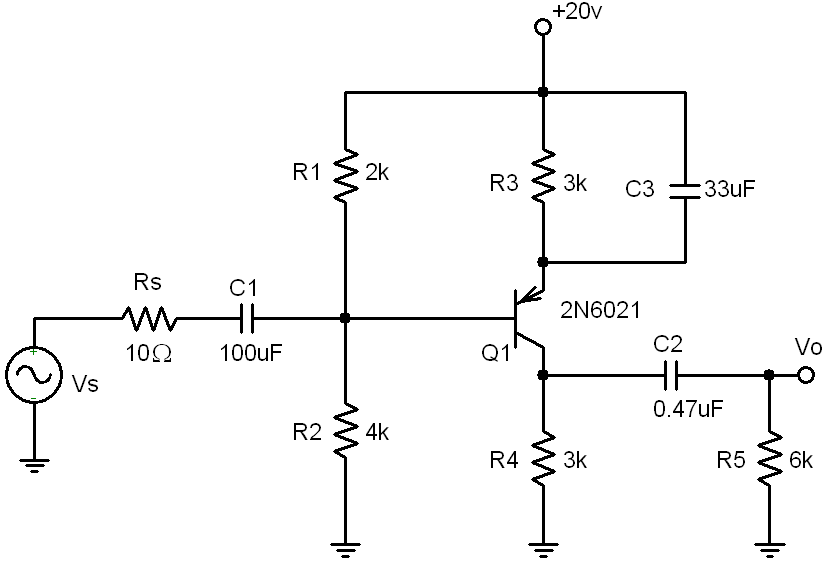 +20v
R1 2k
R3 3k
C3 33uF
Rs
C1
10Ω
100uF
2N6021
Q1
Vs
+
-
C2
Vo
0.47uF
R2 4k
R4 3k
R5 6k